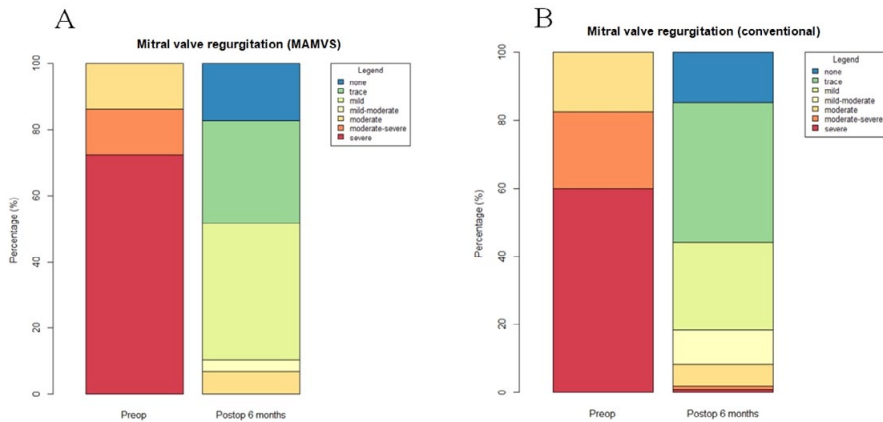 A
Mitral valve regurgitation (MAMVS)
Legend
none
trace
mild
mild-moderate
moderate
moderate-severe
severe
Percentage (%)
100
80
60
40
20
0
Preop
Postop 6 months
B
Mitral valve regurgitation (conventional)
Legend
none
trace
mild
mild-moderate
moderate
moderate-severe
severe
Percentage (%)
100
80
60
40
20
0
Preop
Postop 6 months